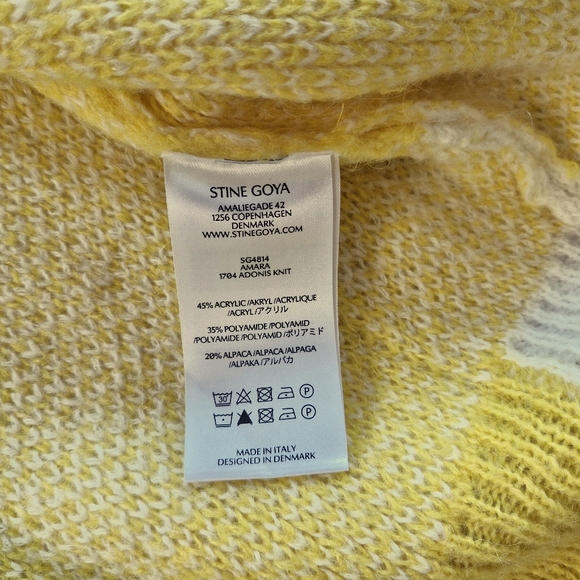 STINE GOYA
AMALIEGADE 42
1256 COPENHAGEN
DENMARK
WWW.STINEGOYA.COM
SG4814
AMARA
1704 ADONIS KNIT
45% ACRYLIC /AKRYL /ACRYLIQUE
/ACRYL /アクリル
35% POLYAMIDE /POLYAMID
/POLYAMIDE /POLYAMID /ポリアミド
20% ALPACA /ALPACA /ALPAGA
/ALPAKA /アルパカ
30 P
P
MADE IN ITALY
DESIGNED IN DENMARK